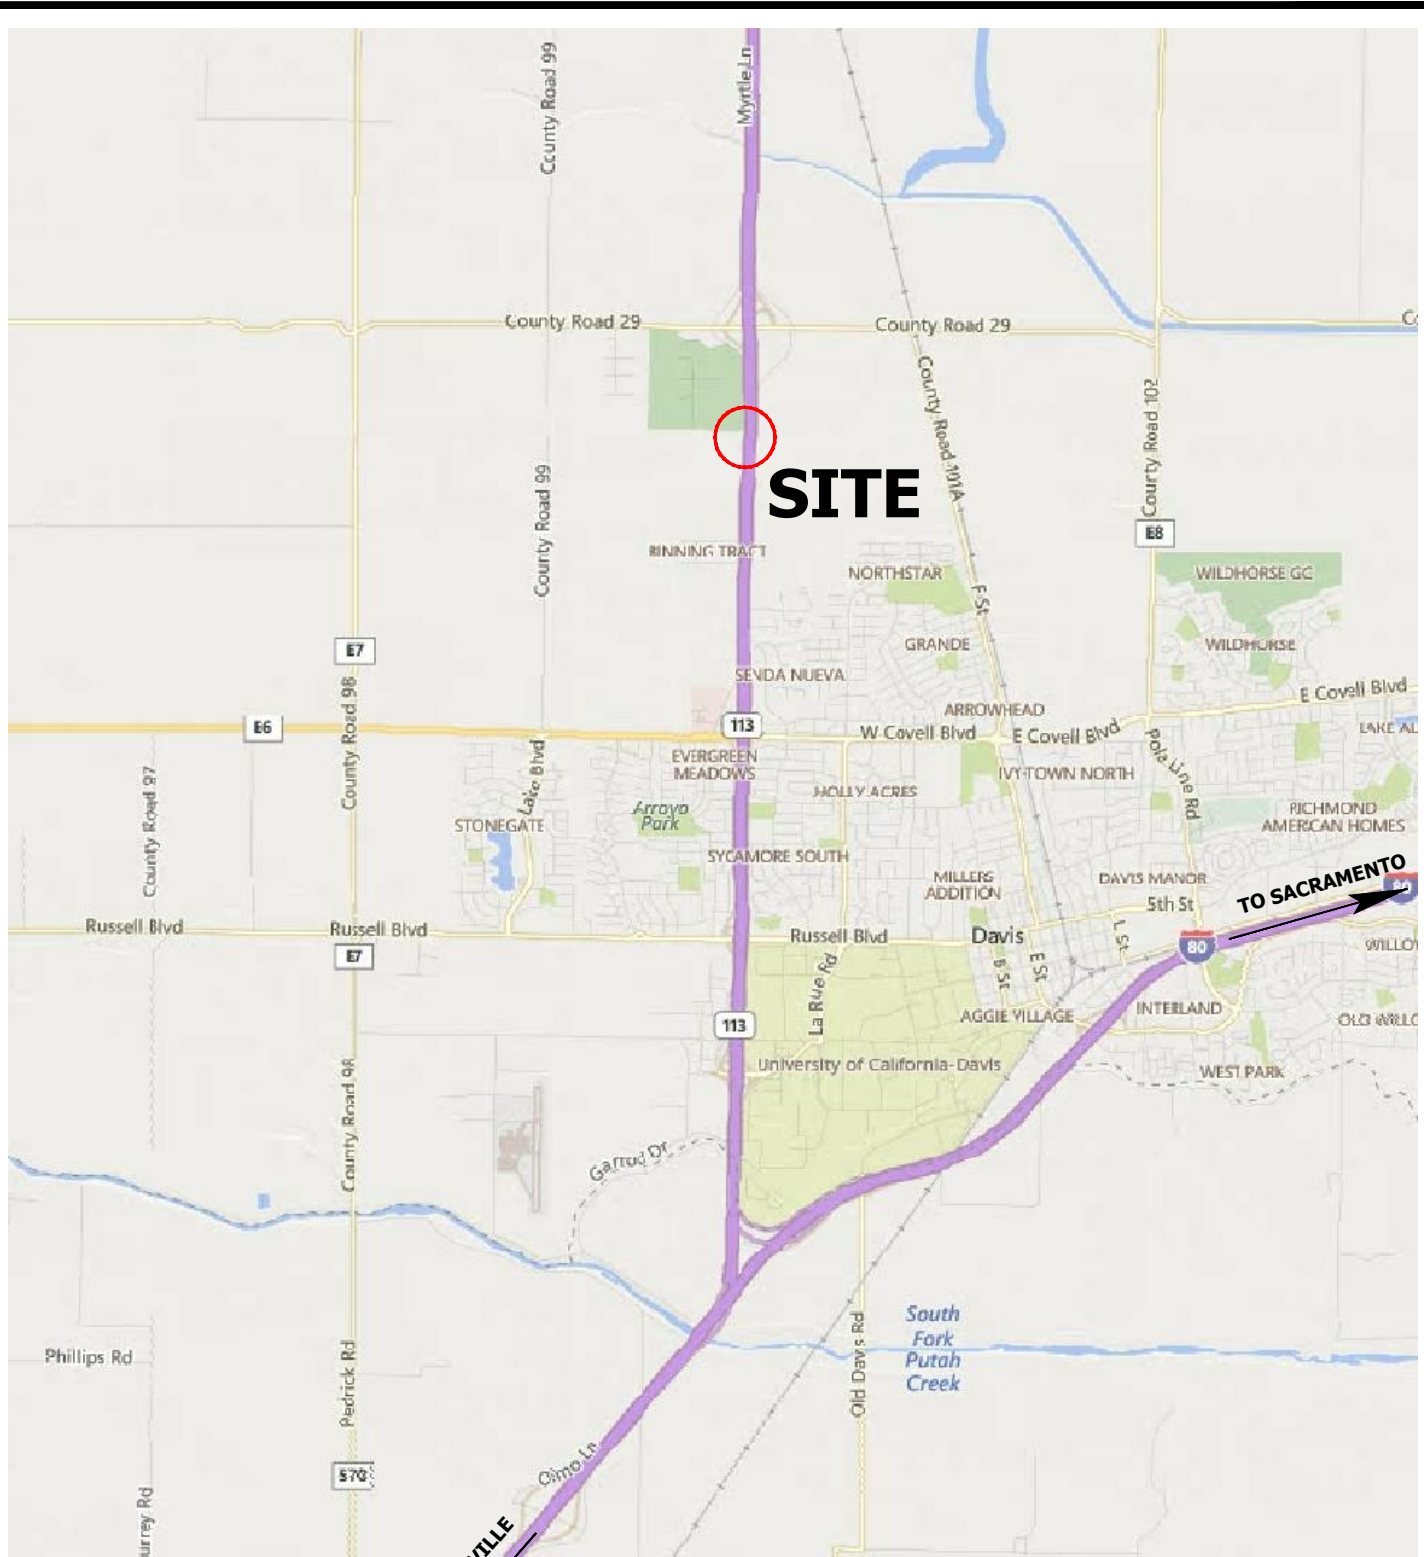 County Road 99
Myrtle Ln
County Road 29
County Road 29
County Road 101A
County Road 102
SITE
County Road 99
E8
BINNING TRACT
NORTHSTAR
WILDHORSE GC
F St
GRANDE
WILDHORSE
E7
SENDA NUEVA
County Road 98
E Covell Blvd
ARROWHEAD
E6
113
W Covell Blvd
E Covell Blvd
Pole Line Rd
EVERGREEN
MEADOWS
IVY-TOWN NORTH
County Road 97
Lake Blvd
HOLLY ACRES
Arroyo
Park
RICHMOND
AMERICAN HOMES
STONEGATE
SYCAMORE SOUTH
MILLERS
ADDITION
DAVIS MANOR
TO SACRAMENTO
5th St
Russell Blvd
Russell Blvd
Russell Blvd
Davis
L St
80
E7
La Rue Rd
B St
E St
113
AGGIE VILLAGE
INTERLAND
University of California-Davis
WEST PARK
County Road 98
Garrod Dr
South
Fork
Putah
Creek
Phillips Rd
Pedrick Rd
Old Davis Rd
Olmo Ln
VILLE